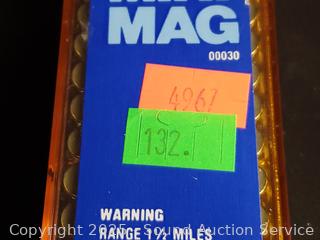 MAG
00030
4967
132.
WARNING
RANGE 1½ MILES
Copyright 2025 - Sound Auction Service